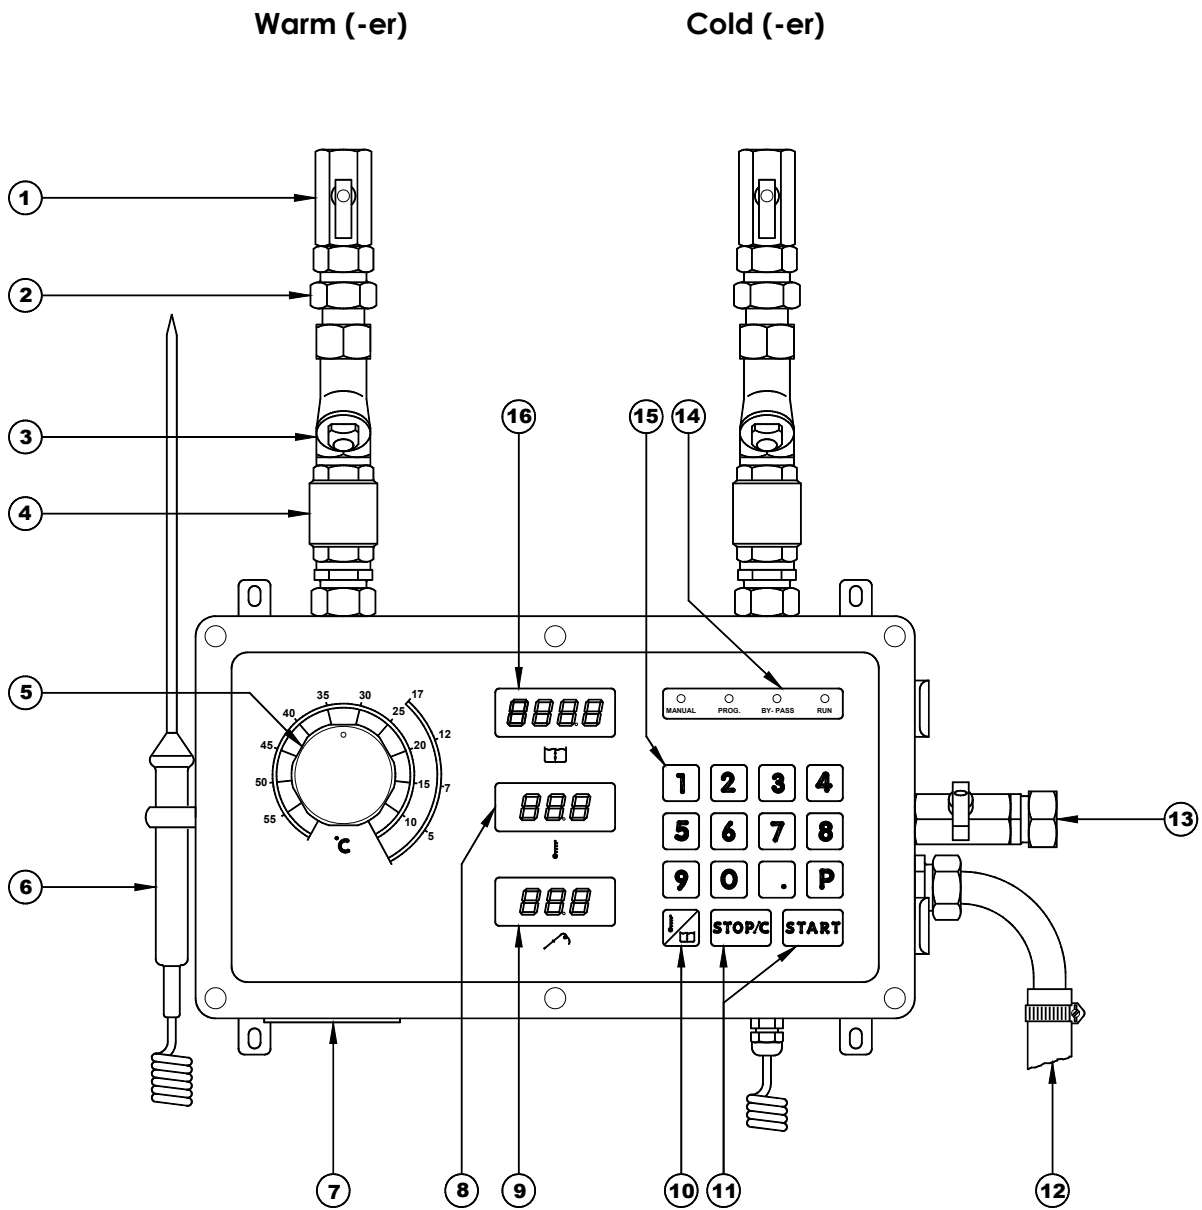 Warm (-er) Cold (-er)
1
2
16 15 14
3
4
5
35 30 17
40 25 12
45 20
50 15 7
55 10 5
°C
8888
888
888
MANUAL PROG. BY- PASS RUN
1 2 3 4
5 6 7 8
9 0 . P
STOP/C START
13
6
7 8 9 10 11 12